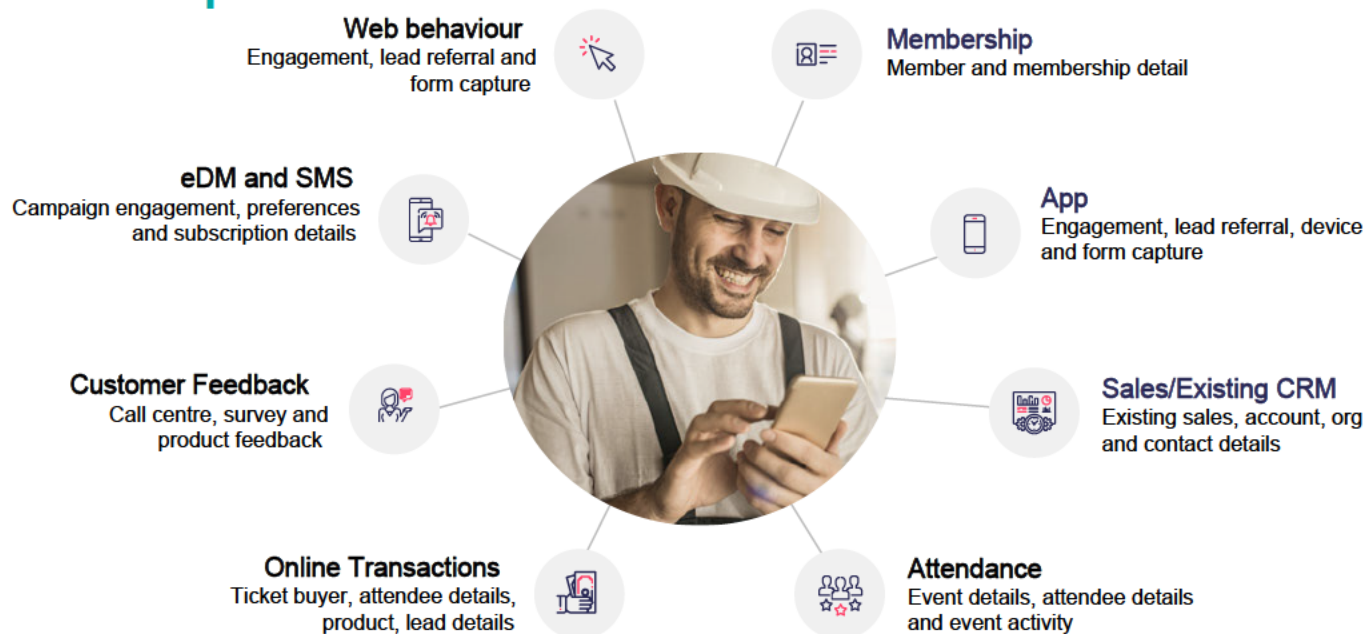 Web behaviour
Engagement, lead referral and
form capture
Membership
Member and membership detail
eDM and SMS
Campaign engagement, preferences
and subscription details
App
Engagement, lead referral, device
and form capture
Customer Feedback
Call centre, survey and
product feedback
Sales/Existing CRM
Existing sales, account, org
and contact details
Online Transactions
Ticket buyer, attendee details,
product, lead details
Attendance
Event details, attendee details
and event activity